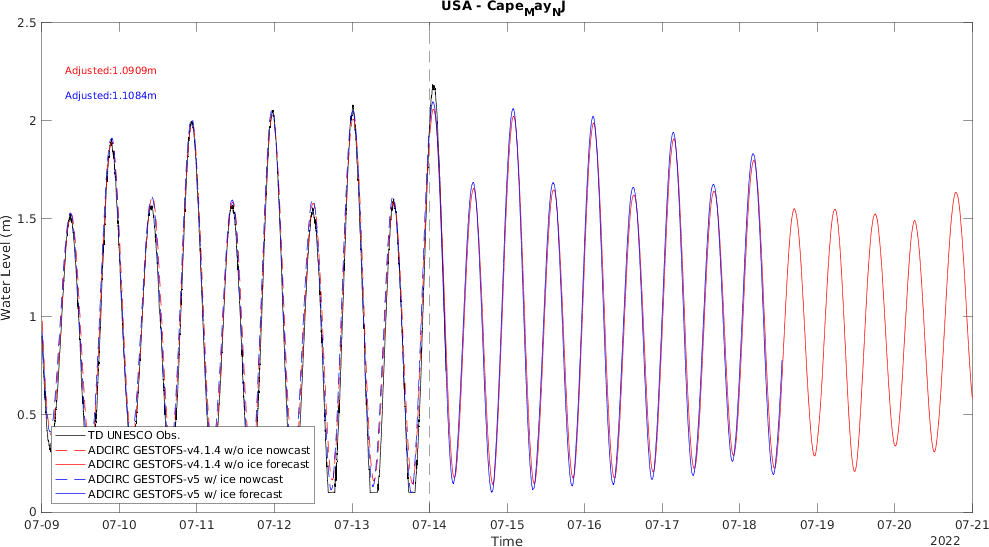 USA - Cape_May_NJ
Adjusted:1.0909m
Adjusted:1.1084m
Water Level (m)
2.5
2
1.5
1
0.5
0
TD UNESCO Obs.
ADCIRC GESTOFS-v4.1.4 w/o ice nowcast
ADCIRC GESTOFS-v4.1.4 w/o ice forecast
ADCIRC GESTOFS-v5 w/ ice nowcast
ADCIRC GESTOFS-v5 w/ ice forecast
07-09 07-10 07-11 07-12 07-13 07-14 07-15 07-16 07-17 07-18 07-19 07-20 07-21
Time
2022